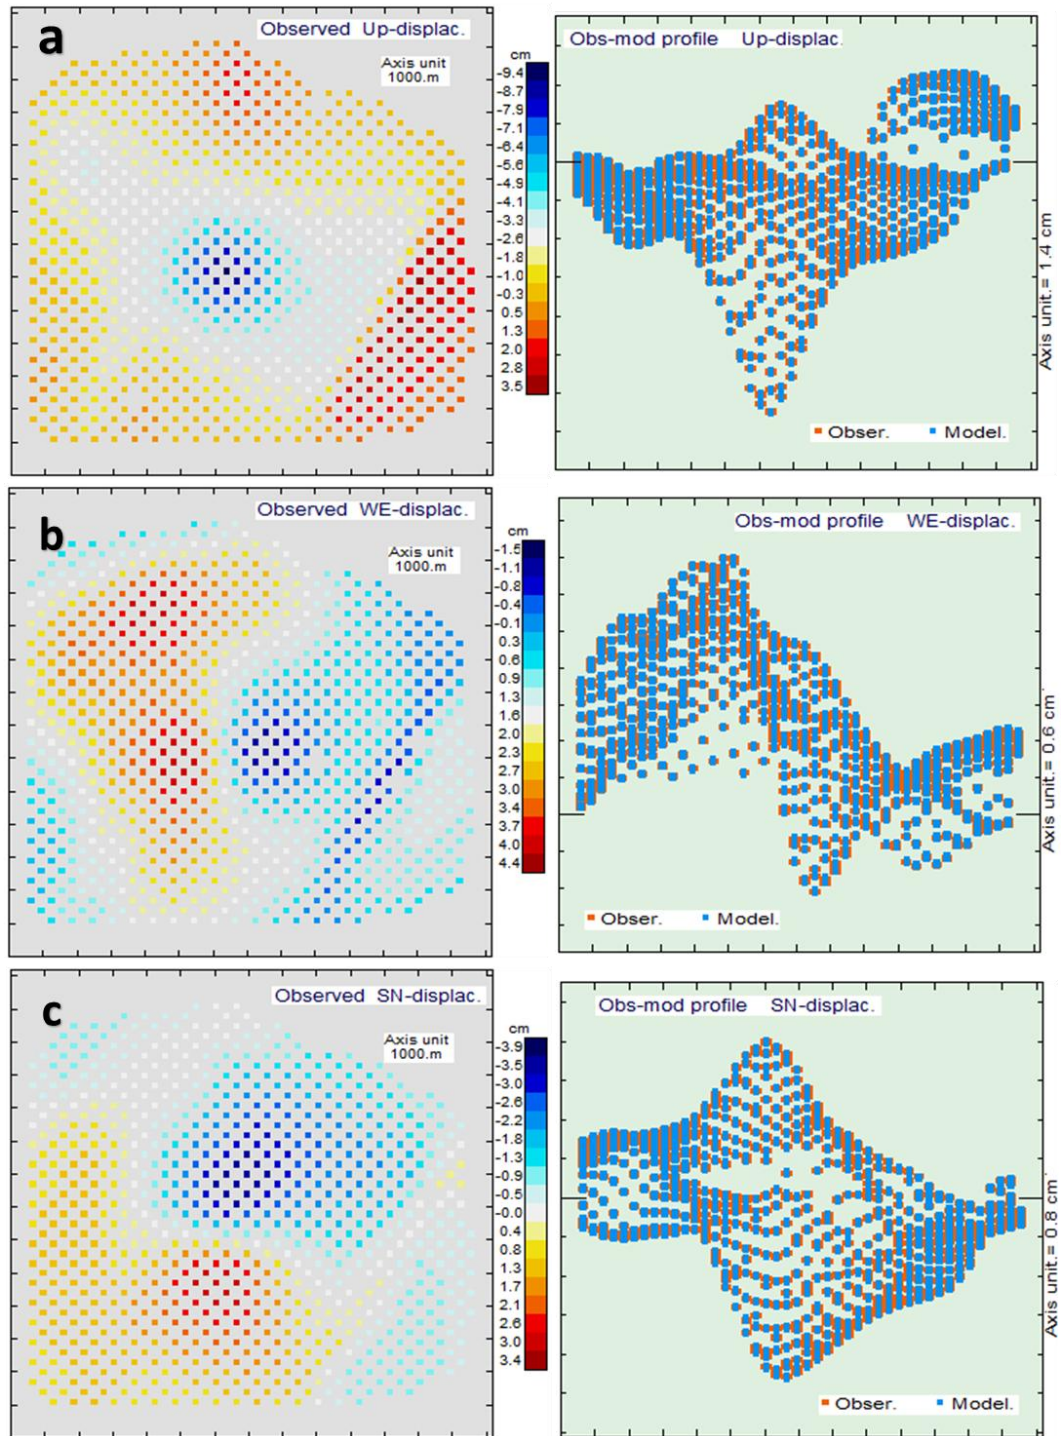 a
Observed Up-displac.
Axis unit
1000.m
cm
-9.4
-8.7
-7.9
-7.1
-6.4
-5.6
-4.9
-4.1
-3.3
-2.6
-1.8
-1.0
-0.3
0.5
1.3
2.0
2.8
3.5
Obs-mod profile Up-displac.
Axis unit.= 1.4 cm
Obser. Model.
b
Observed WE-displac.
Axis unit
1000.m
cm
-1.5
-1.1
-0.8
-0.4
-0.1
0.3
0.6
0.9
1.3
1.6
2.0
2.3
2.7
3.0
3.4
3.7
4.0
4.4
Obs-mod profile WE-displac.
Axis unit.= 0.6 cm
Obser. Model.
c
Observed SN-displac.
Axis unit
1000.m
cm
-3.9
-3.5
-3.0
-2.6
-2.2
-1.8
-1.3
-0.9
-0.5
-0.0
0.4
0.8
1.3
1.7
2.1
2.6
3.0
3.4
Obs-mod profile SN-displac.
Axis unit.= 0.8 cm
Obser. Model.